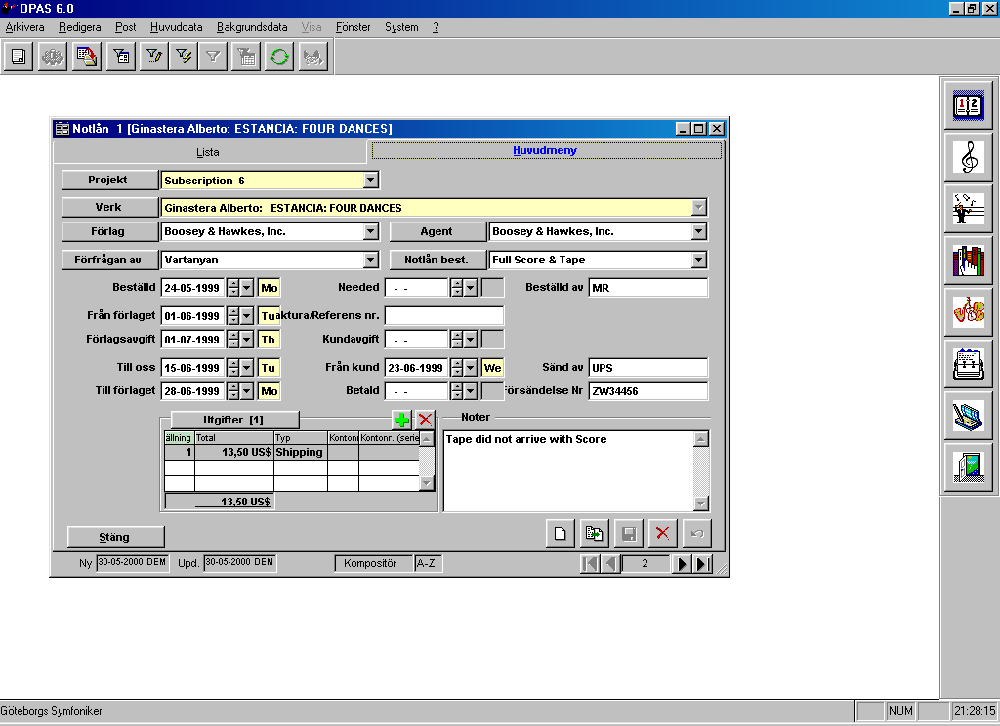 OPAS 6.0
Arkivera Redigera Post Huvuddata Bakgrundsdata Visa Fönster System ?
Notlån 1 [Ginastera Alberto: ESTANCIA: FOUR DANCES]
Lista Huvudmeny
Projekt Subscription 6
Verk Ginastera Alberto: ESTANCIA: FOUR DANCES
Förlag Boosey & Hawkes, Inc. Agent Boosey & Hawkes, Inc.
Förfrågan av Vartanyan Notlån best. Full Score & Tape
Beställd 24-05-1999 Mo Needed - - Beställd av MR
Från förlaget 01-06-1999 Tu aktura/Referens nr.
Förlagsavgift 01-07-1999 Th Kundavgift - -
Till oss 15-06-1999 Tu Från kund 23-06-1999 We Sänd av UPS
Till förlaget 28-06-1999 Mo Betald - - örsändelse Nr ZW34456
Utgifter [1] Noter
ällning Total Typ Kontonr Kontonr. (serie
1 13,50 US$ Shipping
13,50 US$
Tape did not arrive with Score
Stäng
Ny 30-05-2000 DEM Upd. 30-05-2000 DEM Kompositör A-Z 2
1 2
Göteborgs Symfoniker NUM 21:28:15